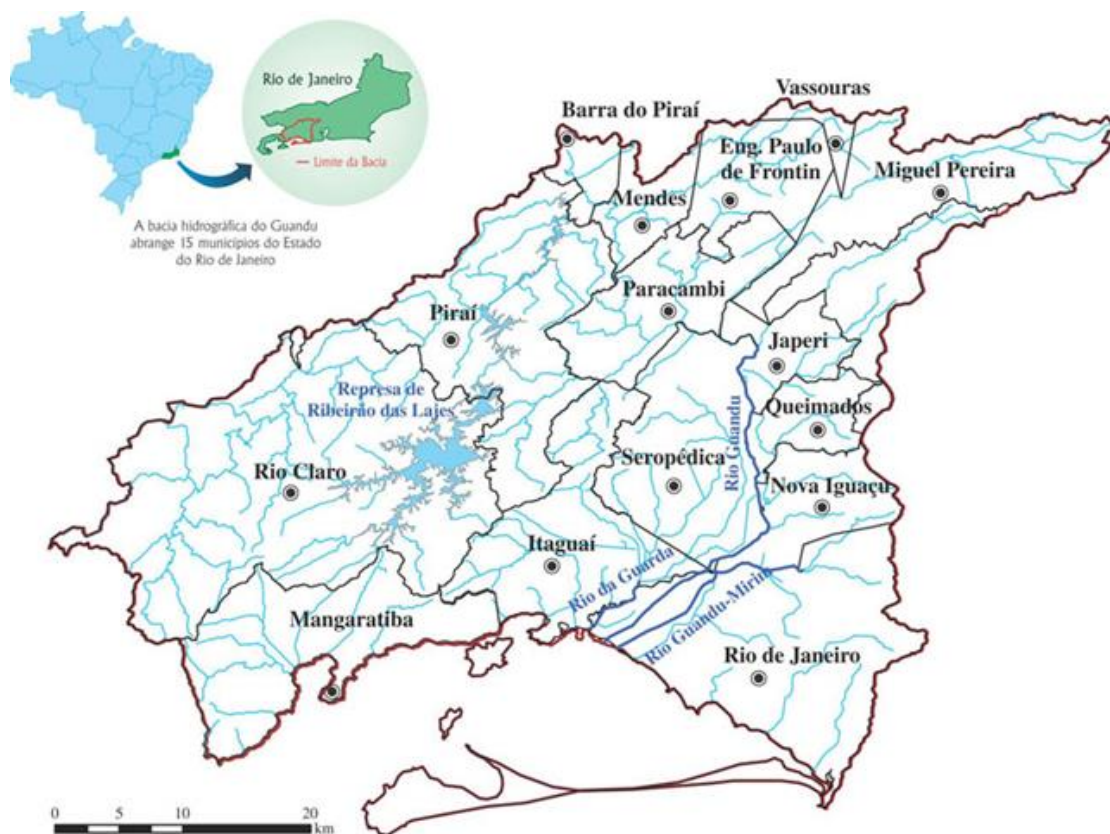 Rio de Janeiro
Limite da Bacia
A bacia hidrográfica do Guandu
abrange 15 municípios do Estado
do Rio de Janeiro
Vassouras
Barra do Piraí
Eng. Paulo
de Frontin
Miguel Pereira
Mendes
Paracambi
Piraí
Japeri
Represa de
Ribeirão das Lajes
Queimados
Rio Guandu
Seropédica
Rio Claro
Nova Iguaçu
Itaguaí
Rio da Guarda
Rio Guandu-Mirim
Mangaratiba
Rio de Janeiro
0 5 10 20
km